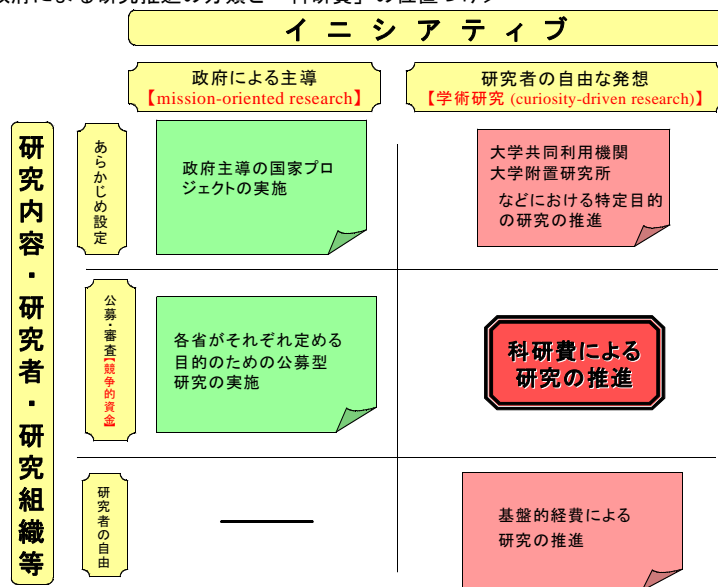 イニシアティブ
政府による主導
【mission-oriented research】
研究者の自由な発想
【学術研究 (curiosity-driven research)】
研究内容・研究者・研究組織等
あらかじめ設定
政府主導の国家プロ
ジェクトの実施
大学共同利用機関
大学附置研究所
などにおける特定目的
の研究の推進
公募・審査【競争的資金】
各省がそれぞれ定める
目的のための公募型
研究の実施
科研費による
研究の推進
研究者の自由
基盤的経費による
研究の推進